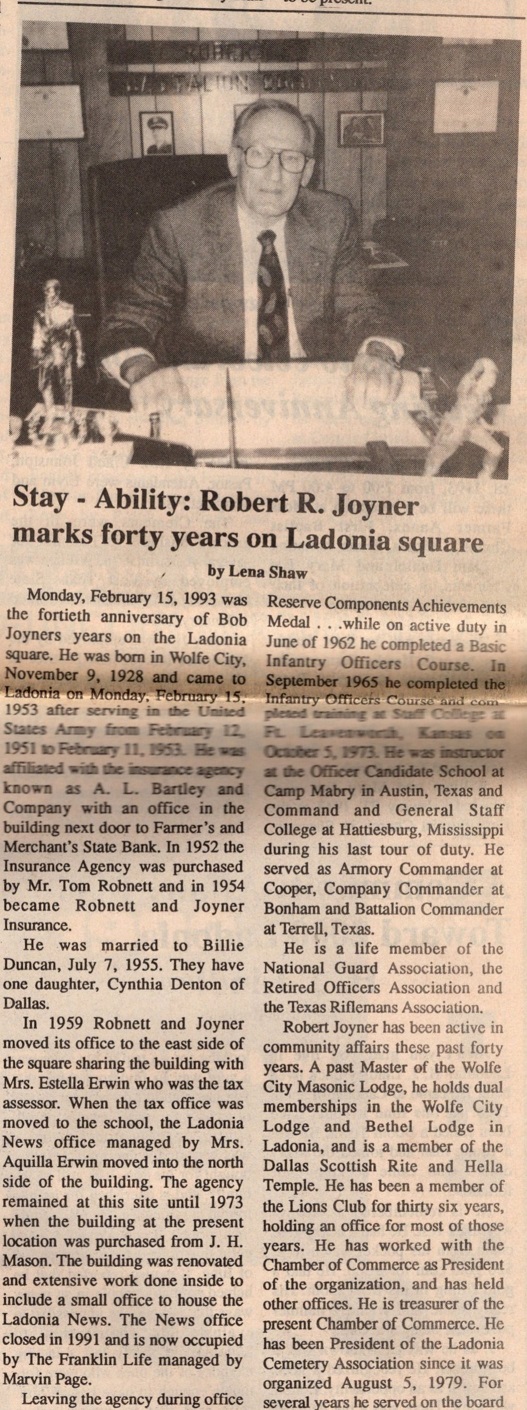 to be present.
ROBERT
BATTALION COM
Stay - Ability: Robert R. Joyner
marks forty years on Ladonia square
by Lena Shaw
Monday, February 15, 1993 was
the fortieth anniversary of Bob
Joyners years on the Ladonia
square. He was born in Wolfe City,
November 9, 1928 and came to
Ladonia on Monday, February 15,
1953 after serving in the United
States Army from February 12,
1951 to February 11, 1953. He was
affiliated with the insurance agency
known as A. L. Bartley and
Company with an office in the
building next door to Farmer's and
Merchant's State Bank. In 1952 the
Insurance Agency was purchased
by Mr. Tom Robnett and in 1954
became Robnett and Joyner
Insurance.
He was married to Billie
Duncan, July 7, 1955. They have
one daughter, Cynthia Denton of
Dallas.
In 1959 Robnett and Joyner
moved its office to the east side of
the square sharing the building with
Mrs. Estella Erwin who was the tax
assessor. When the tax office was
moved to the school, the Ladonia
News office managed by Mrs.
Aquilla Erwin moved into the north
side of the building. The agency
remained at this site until 1973
when the building at the present
location was purchased from J. H.
Mason. The building was renovated
and extensive work done inside to
include a small office to house the
Ladonia News. The News office
closed in 1991 and is now occupied
by The Franklin Life managed by
Marvin Page.
Leaving the agency during office
Reserve Components Achievements
Medal . . .while on active duty in
June of 1962 he completed a Basic
Infantry Officers Course. In
September 1965 he completed the
Infantry Officers Course and com-
pleted training at Staff College at
Ft. Leavenworth, Kansas on
October 5, 1973. He was instructor
at the Officer Candidate School at
Camp Mabry in Austin, Texas and
Command and General Staff
College at Hattiesburg, Mississippi
during his last tour of duty. He
served as Armory Commander at
Cooper, Company Commander at
Bonham and Battalion Commander
at Terrell, Texas.
He is a life member of the
National Guard Association, the
Retired Officers Association and
the Texas Riflemans Association.
Robert Joyner has been active in
community affairs these past forty
years. A past Master of the Wolfe
City Masonic Lodge, he holds dual
memberships in the Wolfe City
Lodge and Bethel Lodge in
Ladonia, and is a member of the
Dallas Scottish Rite and Hella
Temple. He has been a member of
the Lions Club for thirty six years,
holding an office for most of those
years. He has worked with the
Chamber of Commerce as President
of the organization, and has held
other offices. He is treasurer of the
present Chamber of Commerce. He
has been President of the Ladonia
Cemetery Association since it was
organized August 5, 1979. For
several years he served on the board